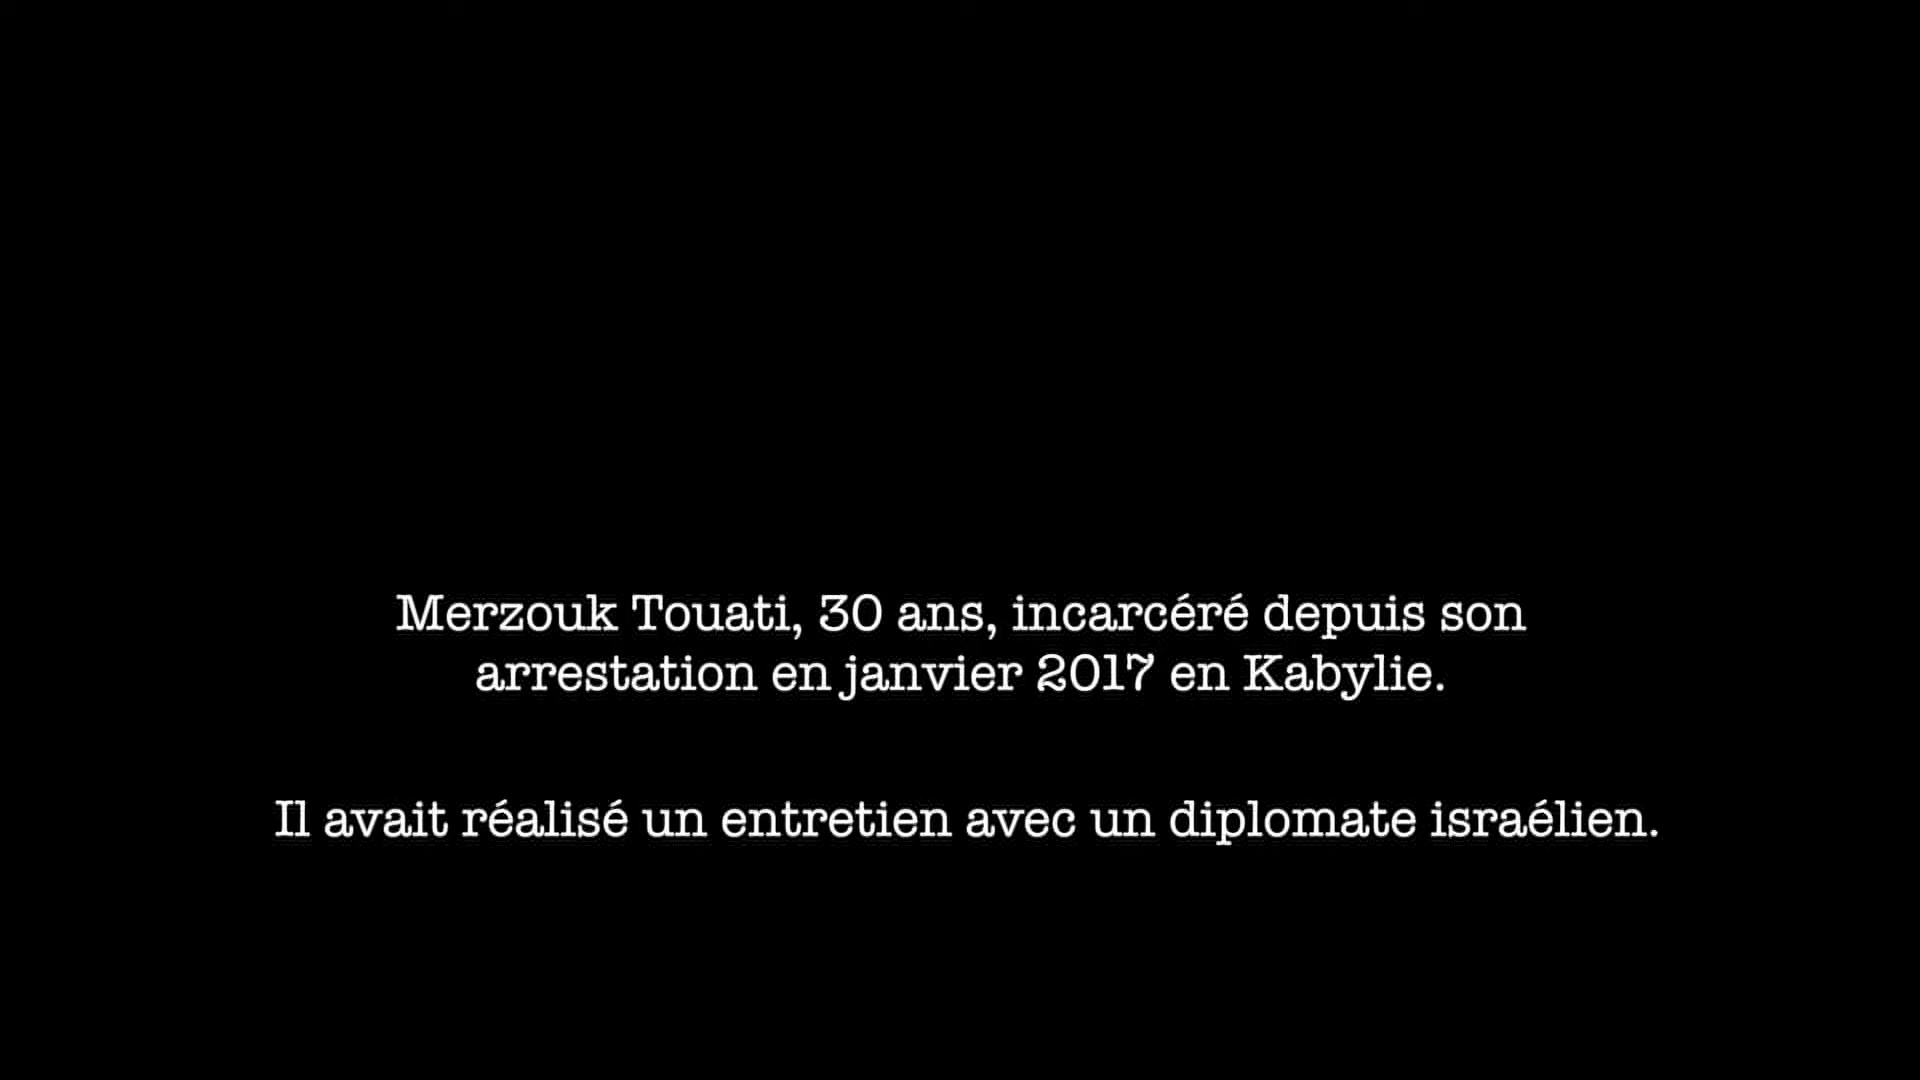 Merzouk Touati, 30 ans, incarcéré depuis son
arrestation en janvier 2017 en Kabylie.
Il avait réalisé un entretien avec un diplomate israélien.